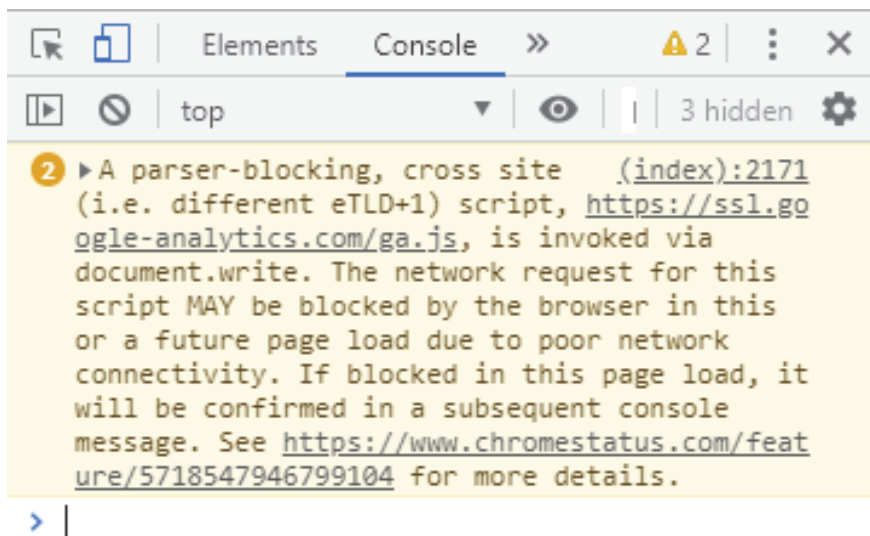 Elements Console » 2
top 3 hidden
2 A parser-blocking, cross site (index):2171
(i.e. different eTLD+1) script, https://ssl.go
ogle-analytics.com/ga.js, is invoked via
document.write. The network request for this
script MAY be blocked by the browser in this
or a future page load due to poor network
connectivity. If blocked in this page load, it
will be confirmed in a subsequent console
message. See https://www.chromestatus.com/feat
ure/5718547946799104 for more details.